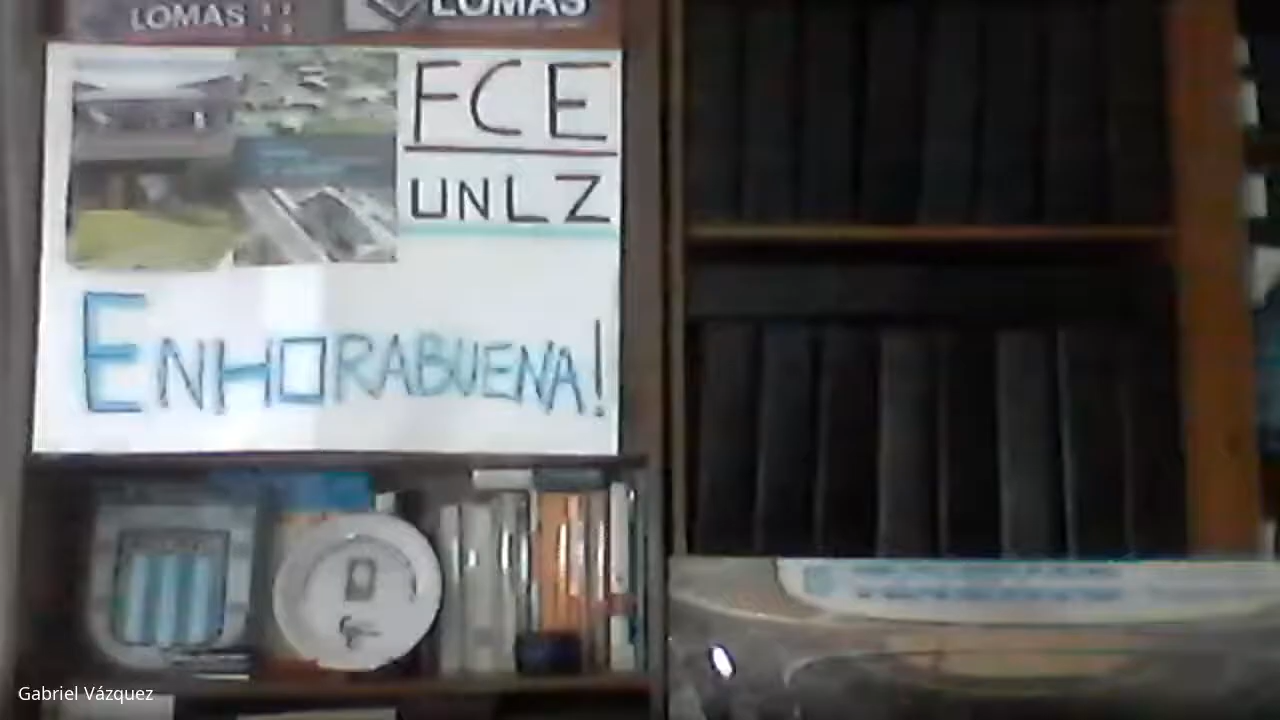 LOMAS
LOMAS
FCE
UNLZ
ENHORABUENA!
Gabriel Vázquez